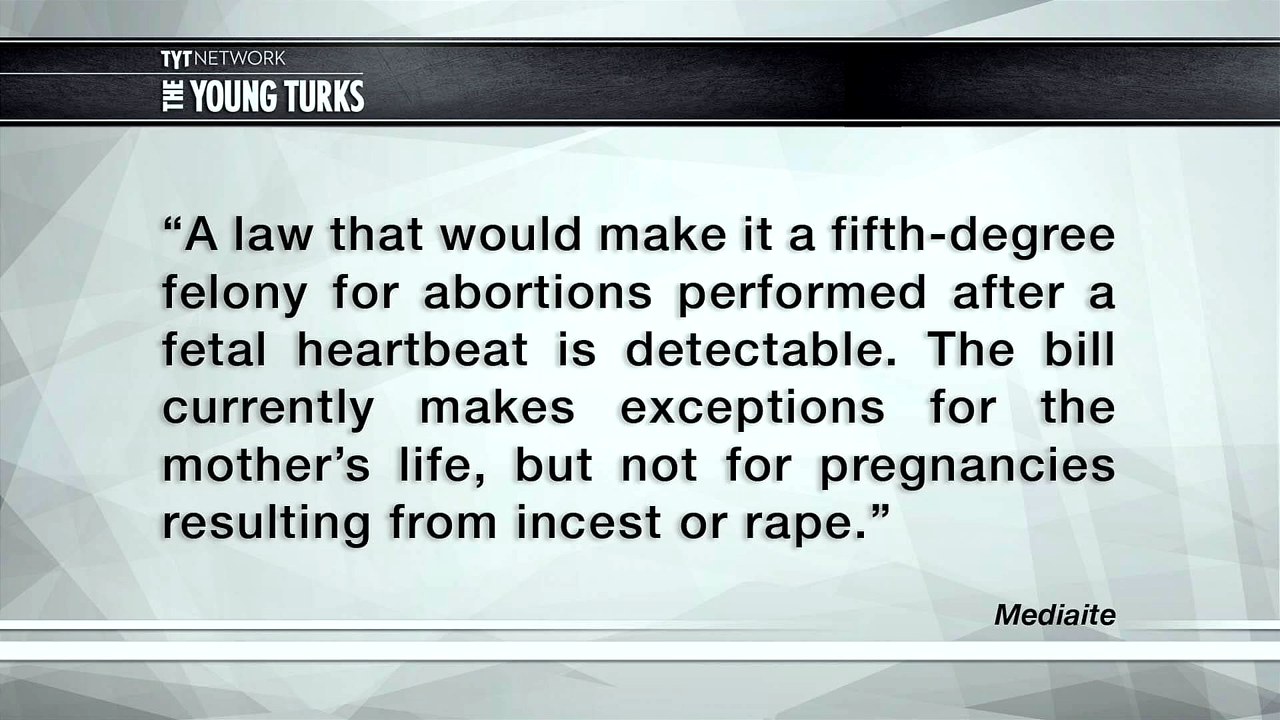 TYT NETWORK
THE YOUNG TURKS
“A law that would make it a fifth-degree
felony for abortions performed after a
fetal heartbeat is detectable. The bill
currently makes exceptions for the
mother’s life, but not for pregnancies
resulting from incest or rape.”
Mediaite